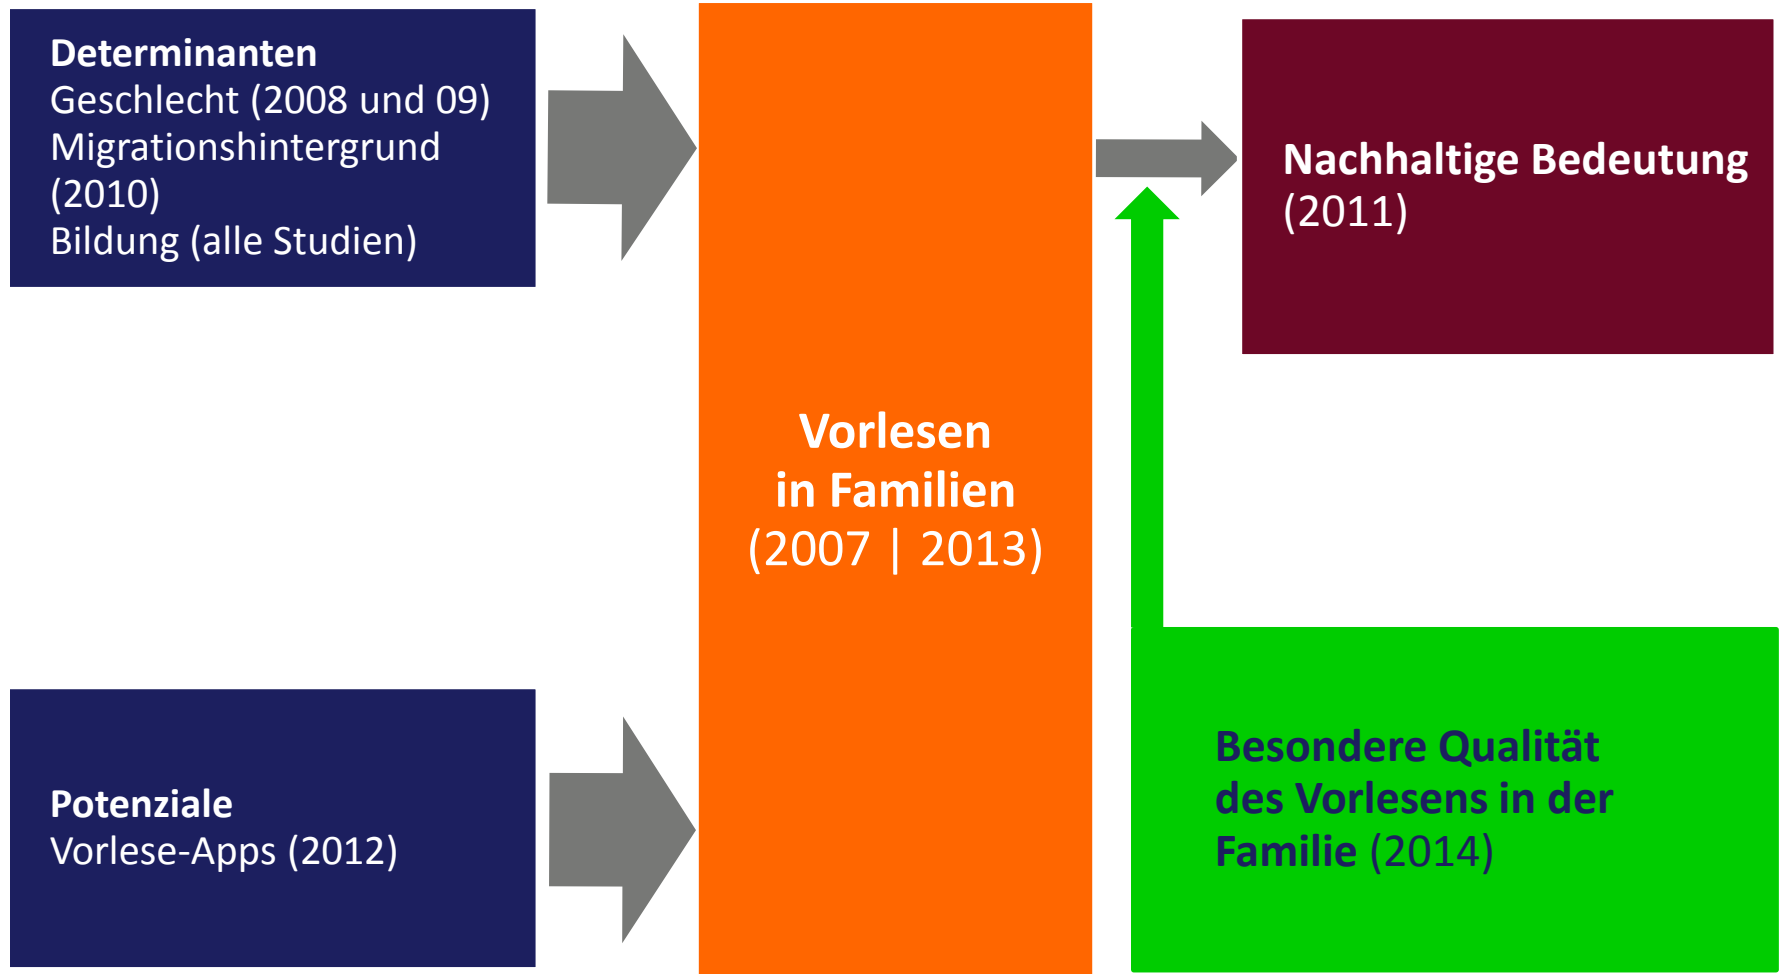 Determinanten
Geschlecht (2008 und 09)
Migrationshintergrund
(2010)
Bildung (alle Studien)
Potenziale
Vorlese-Apps (2012)
Vorlesen
in Familien
(2007 | 2013)
Nachhaltige Bedeutung
(2011)
Besondere Qualität
des Vorlesens in der
Familie (2014)